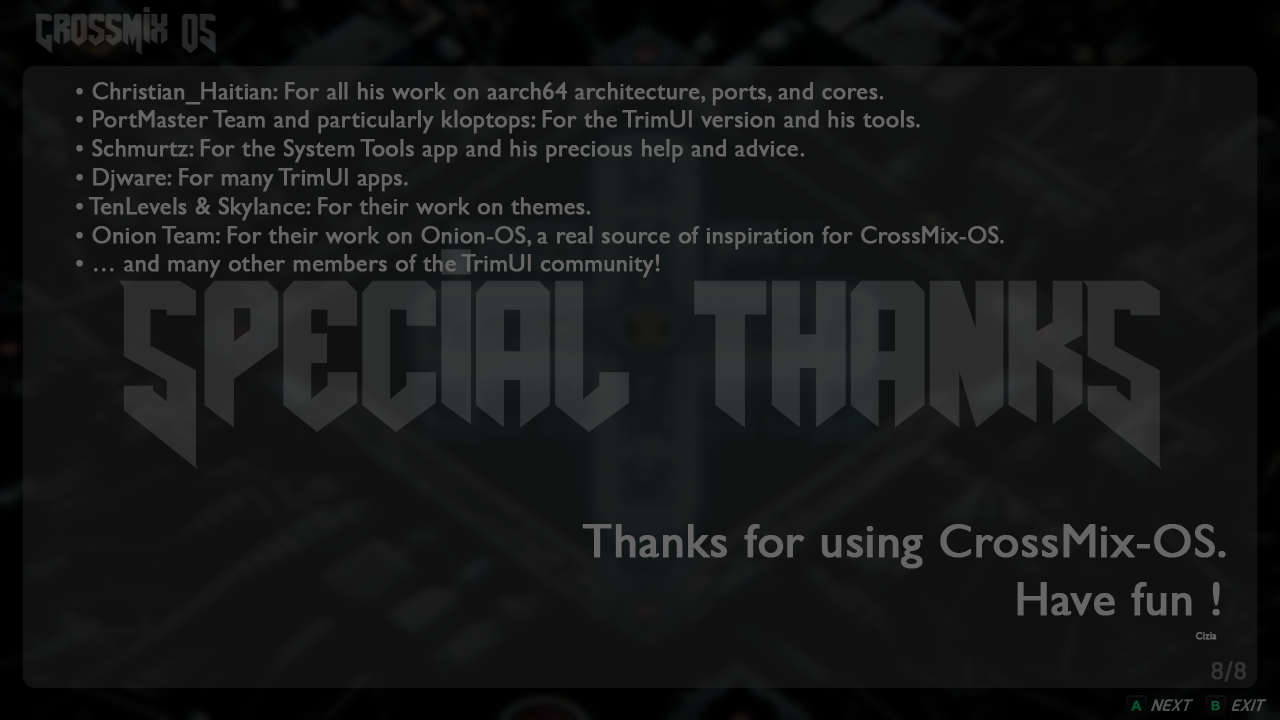 CROSSMIX OS
• Christian_Haitian: For all his work on aarch64 architecture, ports, and cores.
• PortMaster Team and particularly kloptops: For the TrimUI version and his tools.
• Schmurtz: For the System Tools app and his precious help and advice.
• Djware: For many TrimUI apps.
• TenLevels & Skylance: For their work on themes.
• Onion Team: For their work on Onion-OS, a real source of inspiration for CrossMix-OS.
• … and many other members of the TrimUI community!
SPECIAL THANKS
Thanks for using CrossMix-OS.
Have fun !
Cizia
8/8
A NEXT B EXIT